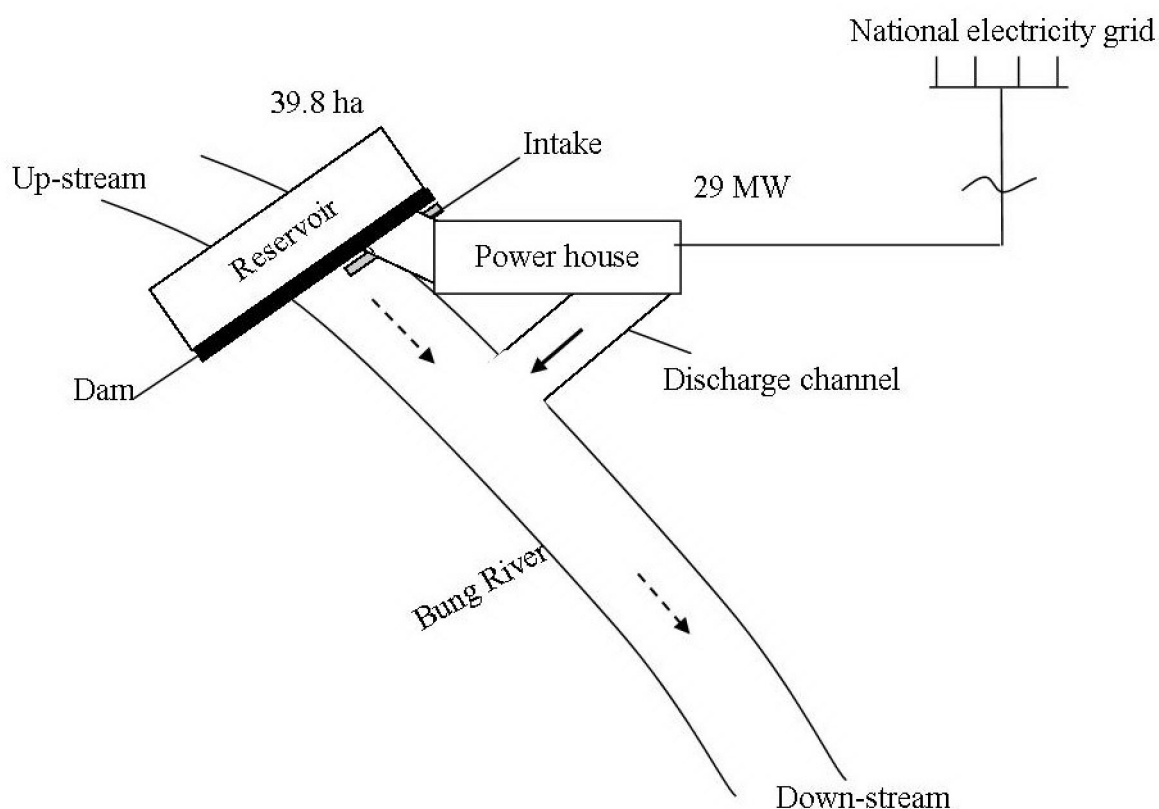 National electricity grid
39.8 ha
Intake
Up-stream
29 MW
Reservoir
Power house
Dam
Discharge channel
Bung River
Down-stream